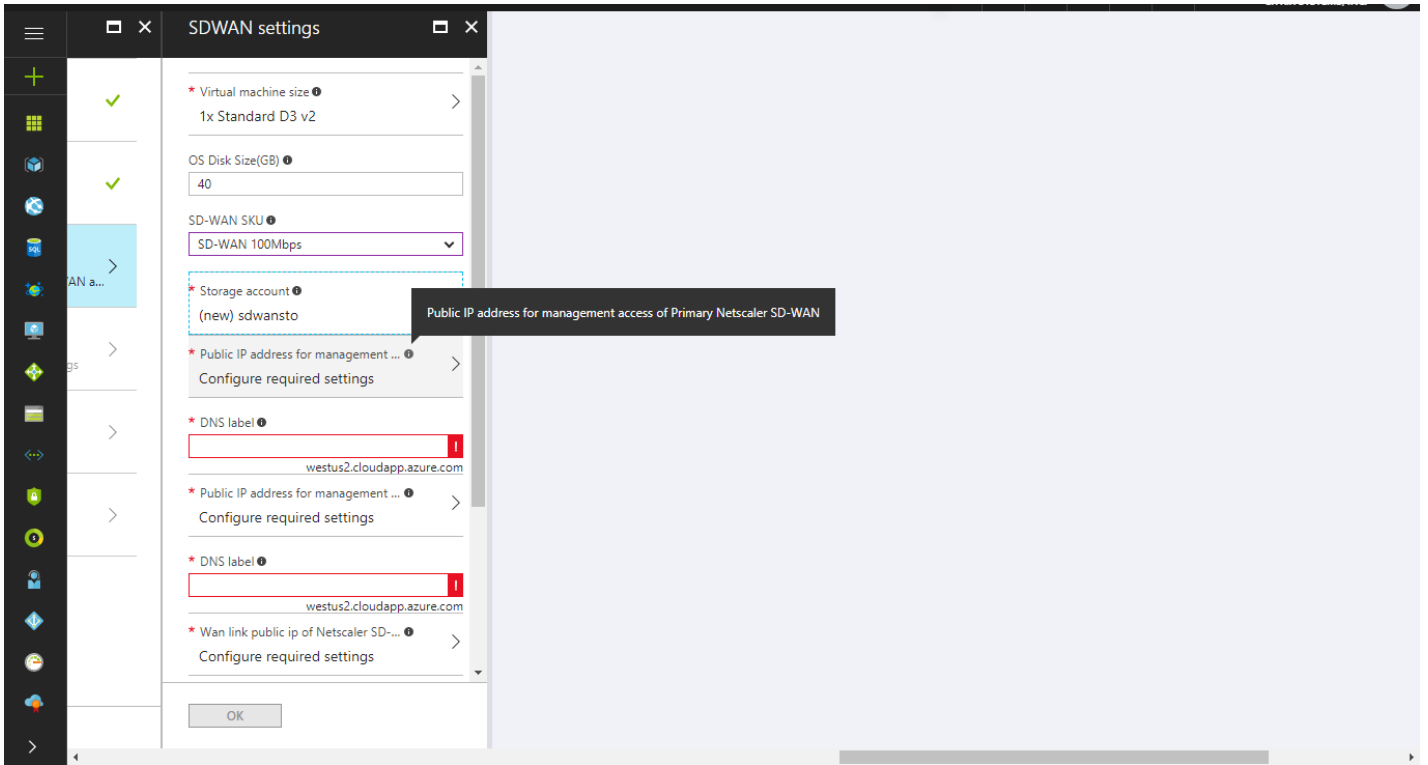 SDWAN settings
* Virtual machine size
1x Standard D3 v2
OS Disk Size(GB)
40
SD-WAN SKU
SD-WAN 100Mbps
'AN a...
* Storage account
(new) sdwansto
Public IP address for management access of Primary Netscaler SD-WAN
* Public IP address for management ...
gs
Configure required settings
* DNS label
!
westus2.cloudapp.azure.com
* Public IP address for management ...
Configure required settings
* DNS label
!
westus2.cloudapp.azure.com
* Wan link public ip of Netscaler SD-...
Configure required settings
OK
SQL